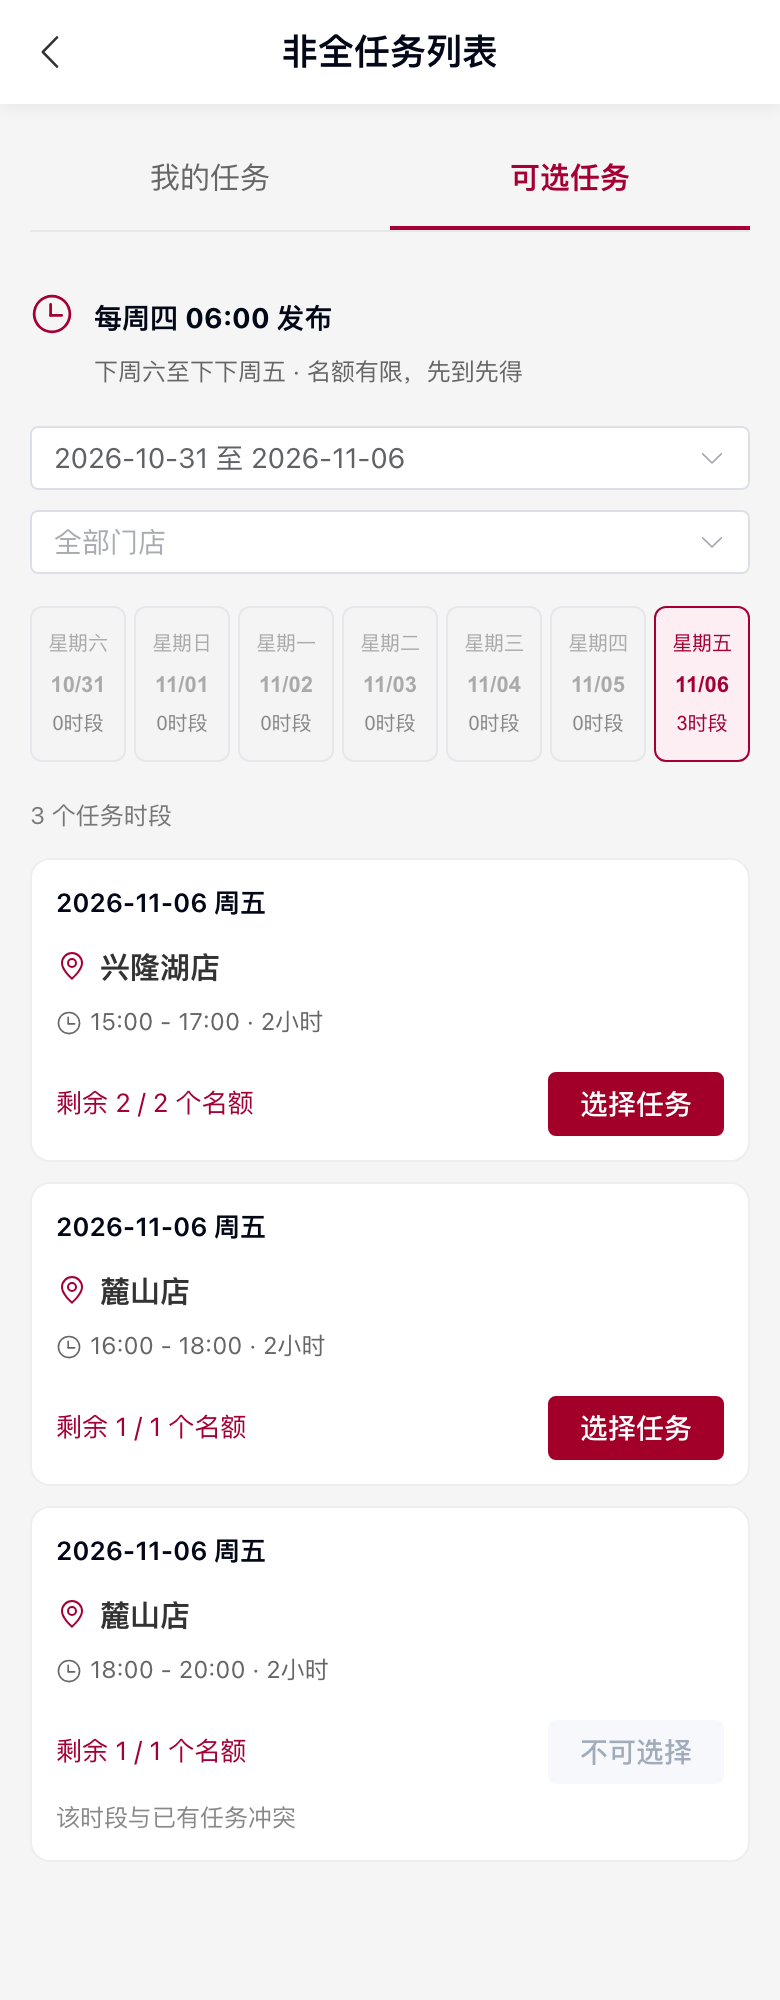 非全任务列表
我的任务
可选任务
每周四 06:00 发布
下周六至下下周五 · 名额有限，先到先得
2026-10-31 至 2026-11-06
全部门店
星期六
10/31
0时段
星期日
11/01
0时段
星期一
11/02
0时段
星期二
11/03
0时段
星期三
11/04
0时段
星期四
11/05
0时段
星期五
11/06
3时段
3 个任务时段
2026-11-06 周五
兴隆湖店
15:00 - 17:00 · 2小时
剩余 2 / 2 个名额
选择任务
2026-11-06 周五
麓山店
16:00 - 18:00 · 2小时
剩余 1 / 1 个名额
选择任务
2026-11-06 周五
麓山店
18:00 - 20:00 · 2小时
剩余 1 / 1 个名额
不可选择
该时段与已有任务冲突